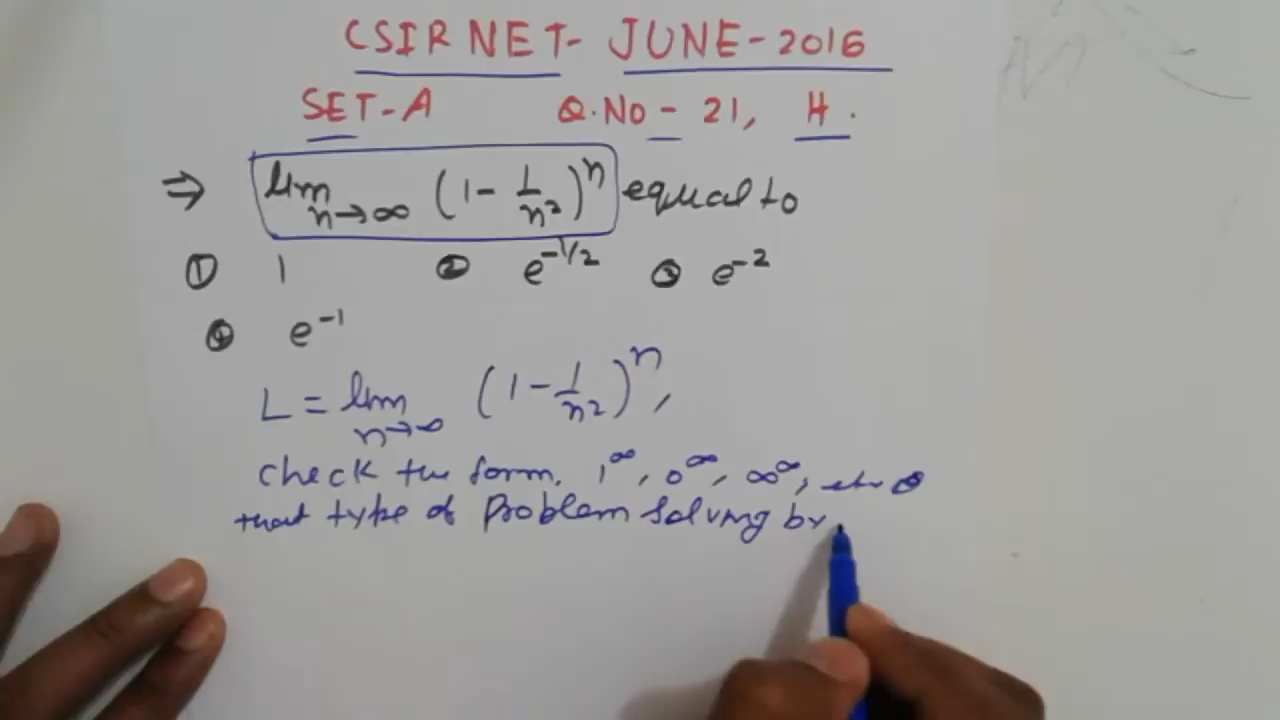 CSIR NET- JUNE-2016
SET-A Q.No - 21, H.
⇒ lim n→∞ (1 - 1/n²)ⁿ equal to
① 1 ② e^-1/2 ③ e^-2
④ e^-1
L = lim n→∞ (1 - 1/n²)ⁿ,
check the form. 1^∞, 0^∞, ∞^∞,
that type of Problem solving by